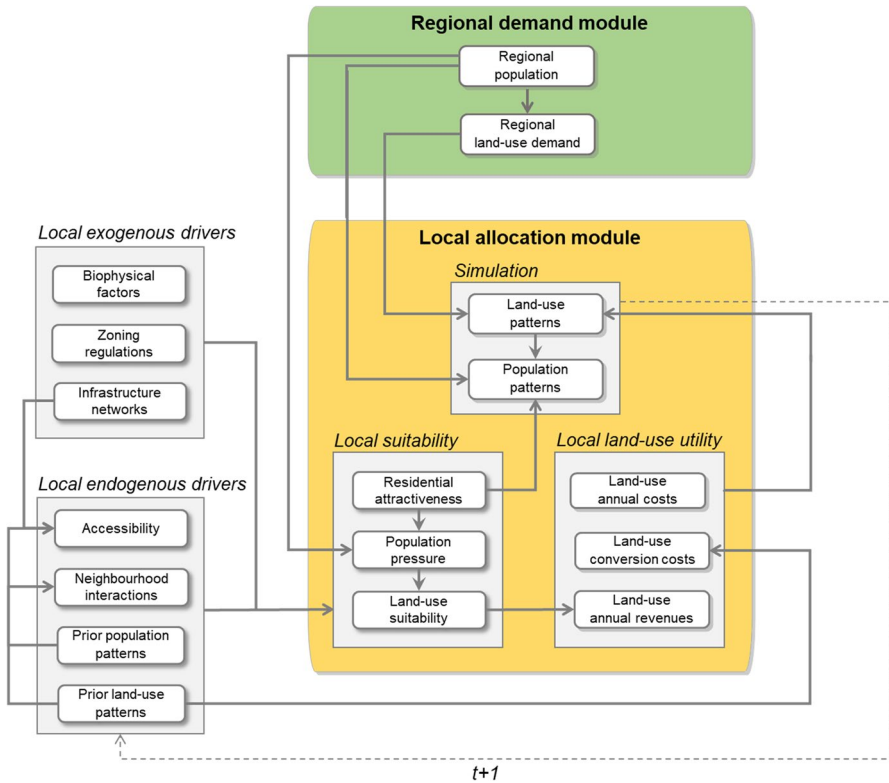 Regional demand module
Regional
population
Regional
land-use demand
Local exogenous drivers
Biophysical
factors
Zoning
regulations
Infrastructure
networks
Local endogenous drivers
Accessibility
Neighbourhood
interactions
Prior population
patterns
Prior land-use
patterns
Local allocation module
Simulation
Land-use
patterns
Population
patterns
Local suitability
Residential
attractiveness
Population
pressure
Land-use
suitability
Local land-use utility
Land-use
annual costs
Land-use
conversion costs
Land-use
annual revenues
t+1